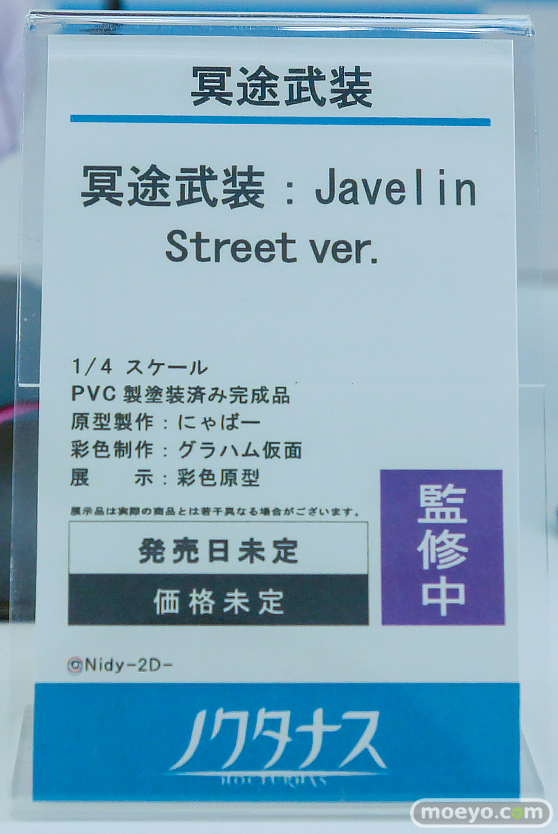 冥途武装
冥途武装：Javelin
Street ver.
1/4 スケール
PVC製塗装済み完成品
原型製作：にゃばー
彩色制作：グラハム仮面
展　示：彩色原型
展示品は実際の商品とは若干異なる場合がございます。
発売日未定
価格未定
監修中
©Nidy-2D-
ノクタナス
NOCTURNAS
moeyo.com